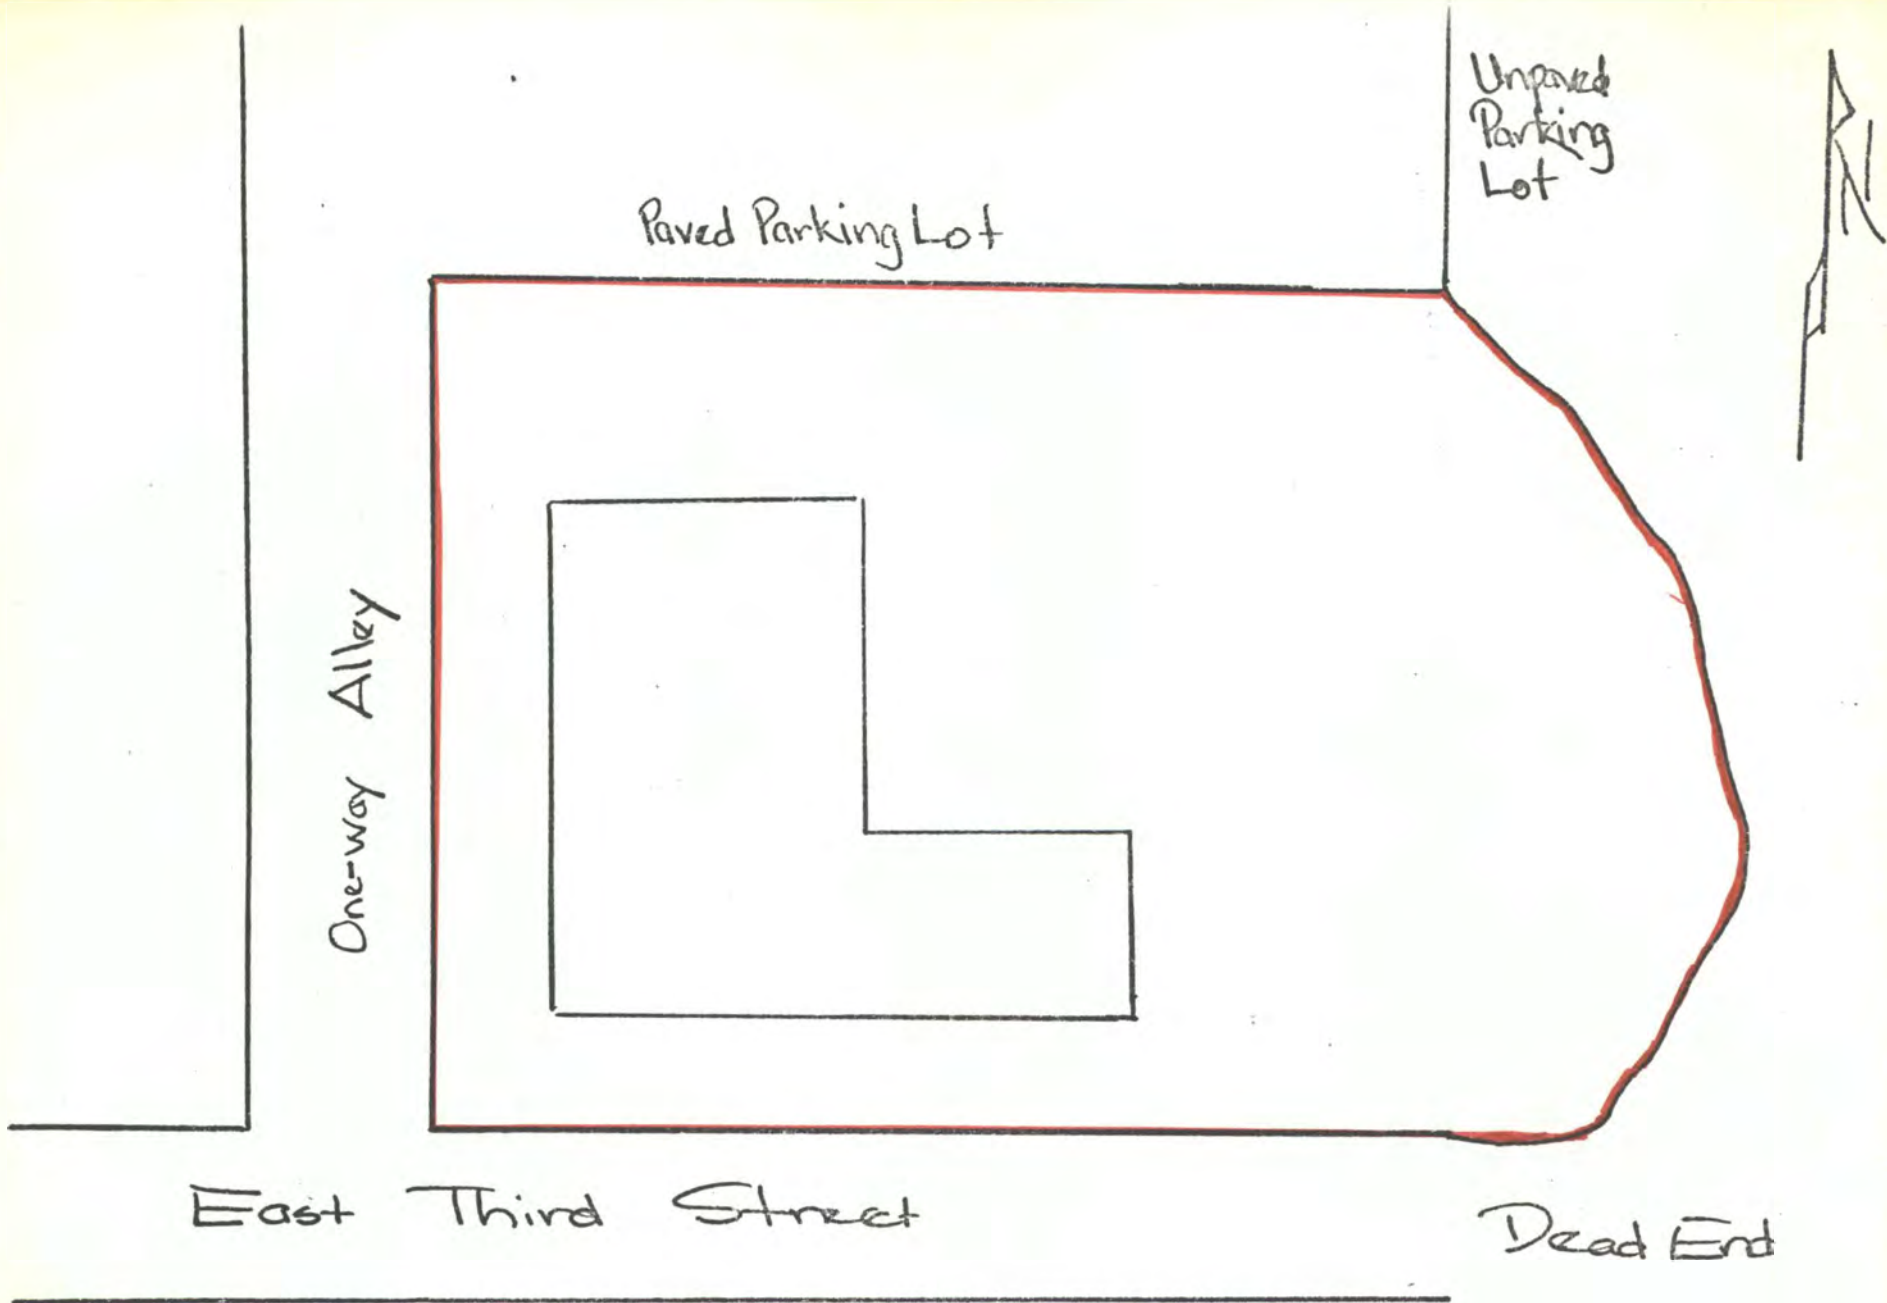 Unpaved
Parking
Lot
N
Paved Parking Lot
One-way Alley
East Third Street
Dead End